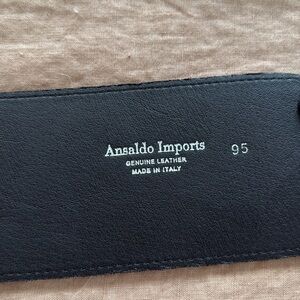 Ansaldo Imports 95
GENUINE LEATHER
MADE IN ITALY